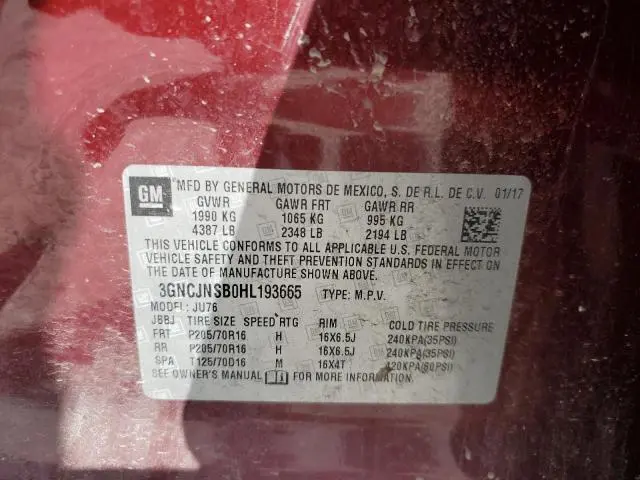 GM
MFD BY GENERAL MOTORS DE MEXICO, S. DE R.L. DE C.V. 01/17
GVWR GAWR FRT GAWR RR
1990 KG 1065 KG 995 KG
4387 LB 2348 LB 2194 LB
THIS VEHICLE CONFORMS TO ALL APPLICABLE U.S. FEDERAL MOTOR
VEHICLE SAFETY, BUMPER, AND THEFT PREVENTION STANDARDS IN EFFECT ON
THE DATE OF MANUFACTURE SHOWN ABOVE.
3GNCJNSB0HL193665 TYPE: M.P.V.
MODEL: JU76
JBBJ TIRE SIZE SPEED RTG RIM COLD TIRE PRESSURE
FRT P205/70R16 H 16X6.5J 240KPA(35PSI)
RR P205/70R16 H 16X6.5J 240KPA(35PSI)
SPA T125/70D16 M 16X4T 420KPA(60PSI)
SEE OWNER'S MANUAL FOR MORE INFORMATION